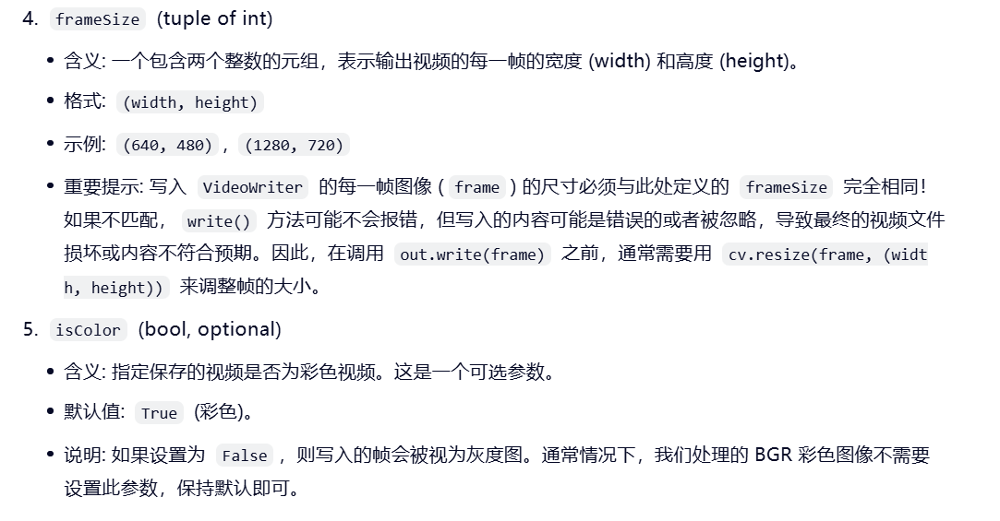 4. frameSize (tuple of int)
• 含义: 一个包含两个整数的元组，表示输出视频的每一帧的宽度 (width) 和高度 (height)。
• 格式: (width, height)
• 示例: (640, 480) , (1280, 720)
• 重要提示: 写入 VideoWriter 的每一帧图像 ( frame ) 的尺寸必须与此处定义的 frameSize 完全相同！
如果不匹配， write() 方法可能不会报错，但写入的内容可能是错误的或者被忽略，导致最终的视频文件
损坏或内容不符合预期。因此，在调用 out.write(frame) 之前，通常需要用 cv.resize(frame, (widt
h, height)) 来调整帧的大小。
5. isColor (bool, optional)
• 含义: 指定保存的视频是否为彩色视频。这是一个可选参数。
• 默认值: True (彩色)。
• 说明: 如果设置为 False ，则写入的帧会被视为灰度图。通常情况下，我们处理的 BGR 彩色图像不需要
设置此参数，保持默认即可。